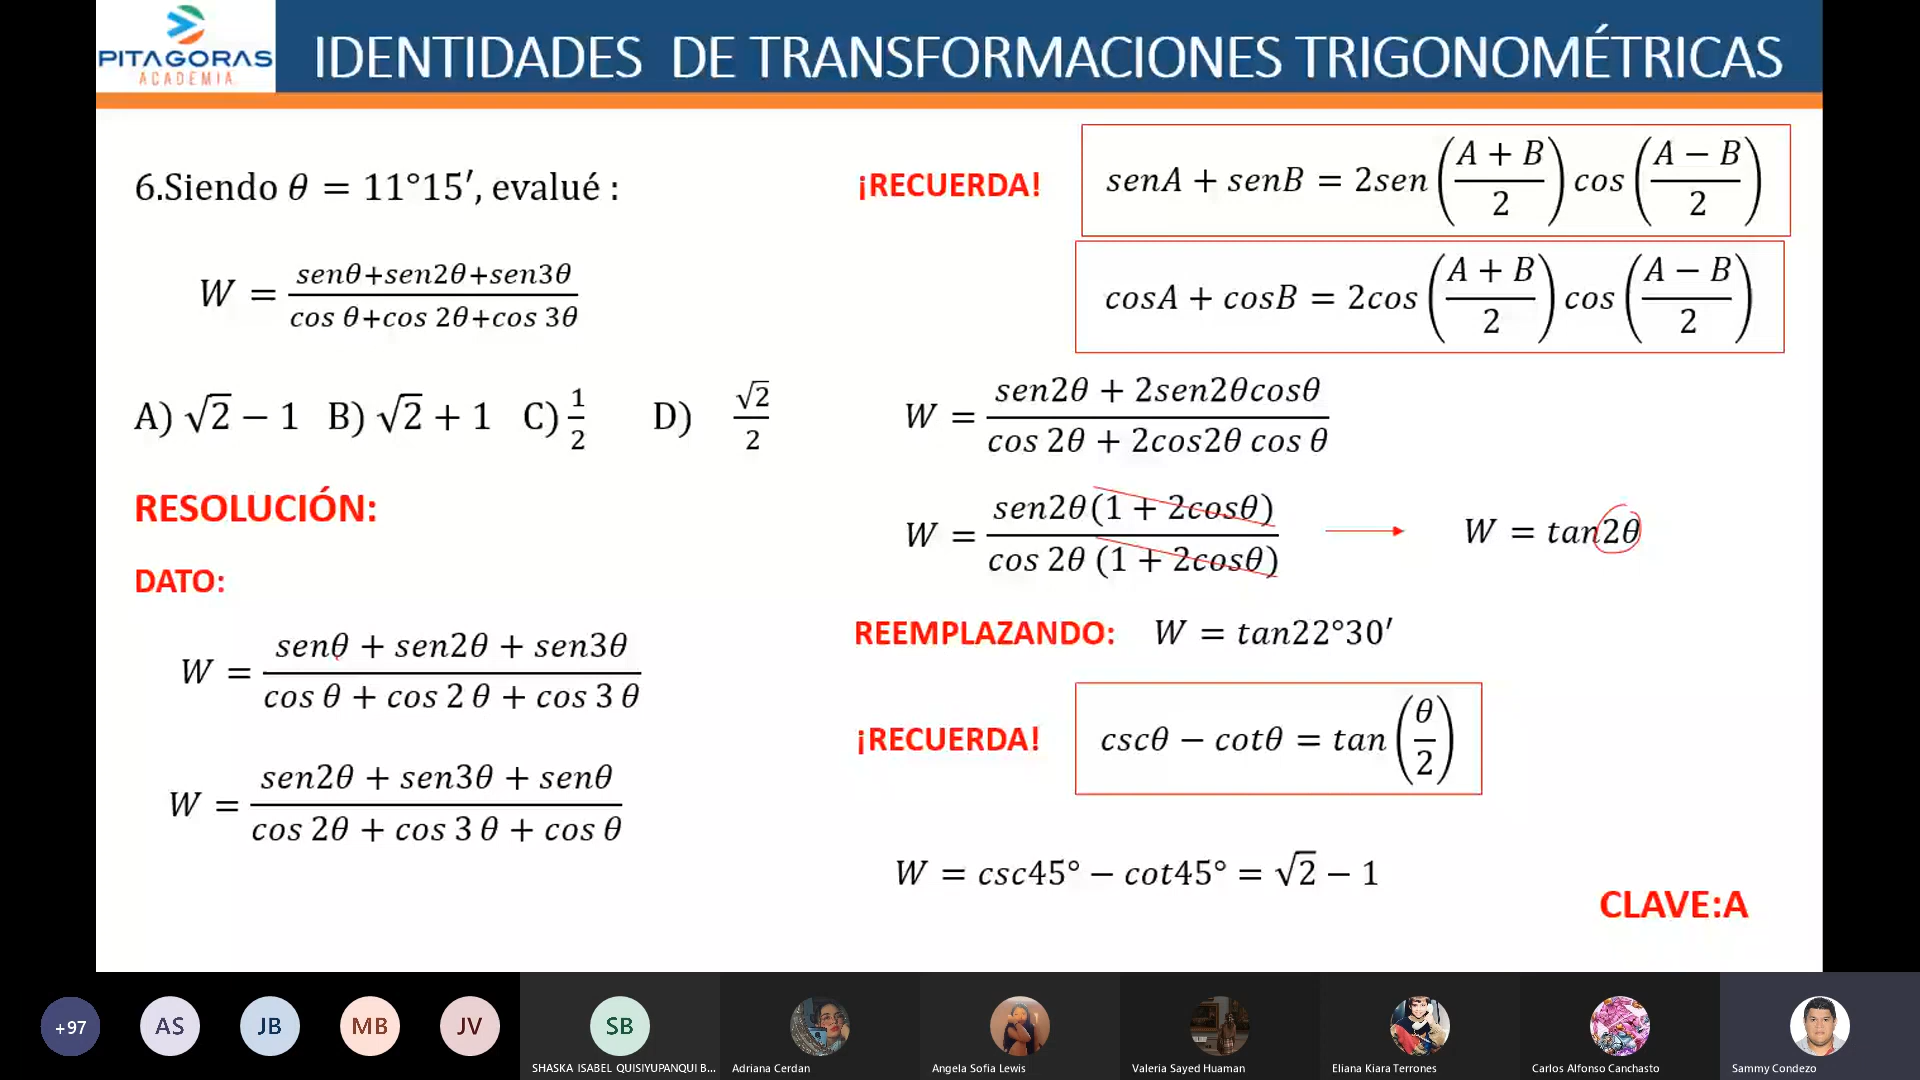 PITAGORAS
ACADEMIA
IDENTIDADES DE TRANSFORMACIONES TRIGONOMÉTRICAS
6.Siendo θ = 11°15′, evalué :
W = (senθ+sen2θ+sen3θ)/(cos θ+cos 2θ+cos 3θ)
A) √2 − 1 B) √2 + 1 C) 1/2 D) √2/2
RESOLUCIÓN:
DATO:
W = (senθ + sen2θ + sen3θ)/(cos θ + cos 2 θ + cos 3 θ)
W = (sen2θ + sen3θ + senθ)/(cos 2θ + cos 3 θ + cos θ)
¡RECUERDA!
senA + senB = 2sen((A + B)/2) cos((A − B)/2)
cosA + cosB = 2cos((A + B)/2) cos((A − B)/2)
W = (sen2θ + 2sen2θcosθ)/(cos 2θ + 2cos2θ cos θ)
W = (sen2θ(1 + 2cosθ))/(cos 2θ (1 + 2cosθ)) → W = tan2θ
REEMPLAZANDO: W = tan22°30′
¡RECUERDA! cscθ − cotθ = tan(θ/2)
W = csc45° − cot45° = √2 − 1
CLAVE:A
+97
AS
JB
MB
JV
SB
SHASKA ISABEL QUISIYUPANQUI B...
Adriana Cerdan
Angela Sofia Lewis
Valeria Sayed Huaman
Eliana Kiara Terrones
Carlos Alfonso Canchasto
Sammy Condezo